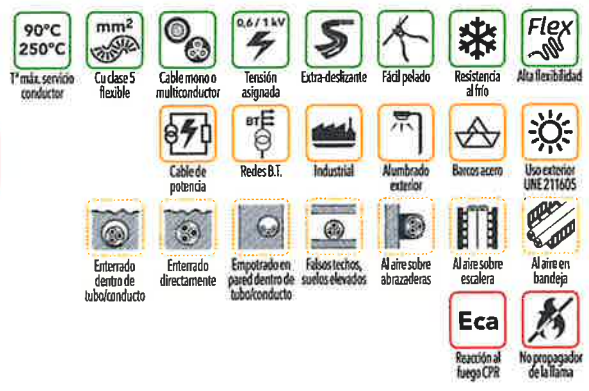 90°C
250°C
mm²
0,6 / 1 kV
Flex
Tª máx. servicio
conductor
Cu clase 5
flexible
Cable mono o
multiconductor
Tensión
asignada
Extra-deslizante
Fácil pelado
Resistencia
al frío
Alta flexibilidad
BT
Cable de
potencia
Redes B.T.
Industrial
Alumbrado
exterior
Barcos acero
Uso exterior
UNE 211605
Enterrado
dentro de
tubo/conducto
Enterrado
directamente
Empotrado en
pared dentro de
tubo/conducto
Falsos techos,
suelos elevados
Al aire sobre
abrazaderas
Al aire sobre
escalera
Al aire en
bandeja
Eca
Reacción al
fuego CPR
No propagador
de la llama